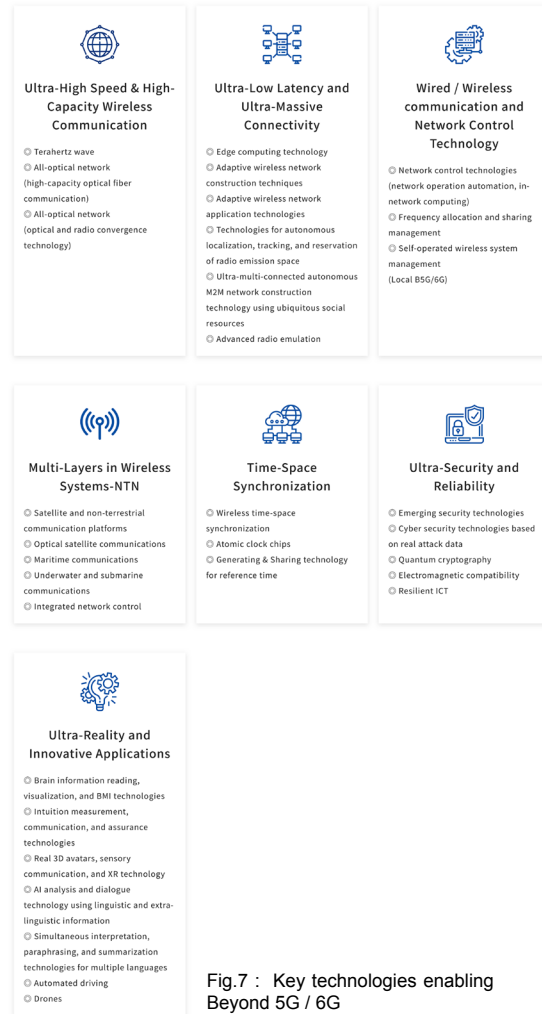 Ultra-High Speed & High-
Capacity Wireless
Communication
◎ Terahertz wave
◎ All-optical network
(high-capacity optical fiber
communication)
◎ All-optical network
(optical and radio convergence
technology)
Ultra-Low Latency and
Ultra-Massive
Connectivity
◎ Edge computing technology
◎ Adaptive wireless network
construction techniques
◎ Adaptive wireless network
application technologies
◎ Technologies for autonomous
localization, tracking, and reservation
of radio emission space
◎ Ultra-multi-connected autonomous
M2M network construction
technology using ubiquitous social
resources
◎ Advanced radio emulation
Wired / Wireless
communication and
Network Control
Technology
◎ Network control technologies
(network operation automation, in-
network computing)
◎ Frequency allocation and sharing
management
◎ Self-operated wireless system
management
(Local B5G/6G)
Multi-Layers in Wireless
Systems-NTN
◎ Satellite and non-terrestrial
communication platforms
◎ Optical satellite communications
◎ Maritime communications
◎ Underwater and submarine
communications
◎ Integrated network control
Time-Space
Synchronization
◎ Wireless time-space
synchronization
◎ Atomic clock chips
◎ Generating & Sharing technology
for reference time
Ultra-Security and
Reliability
◎ Emerging security technologies
◎ Cyber security technologies based
on real attack data
◎ Quantum cryptography
◎ Electromagnetic compatibility
◎ Resilient ICT
Ultra-Reality and
Innovative Applications
◎ Brain information reading,
visualization, and BMI technologies
◎ Intuition measurement,
communication, and assurance
technologies
◎ Real 3D avatars, sensory
communication, and XR technology
◎ AI analysis and dialogue
technology using linguistic and extra-
linguistic information
◎ Simultaneous interpretation,
paraphrasing, and summarization
technologies for multiple languages
◎ Automated driving
◎ Drones
Fig.7 : Key technologies enabling
Beyond 5G / 6G